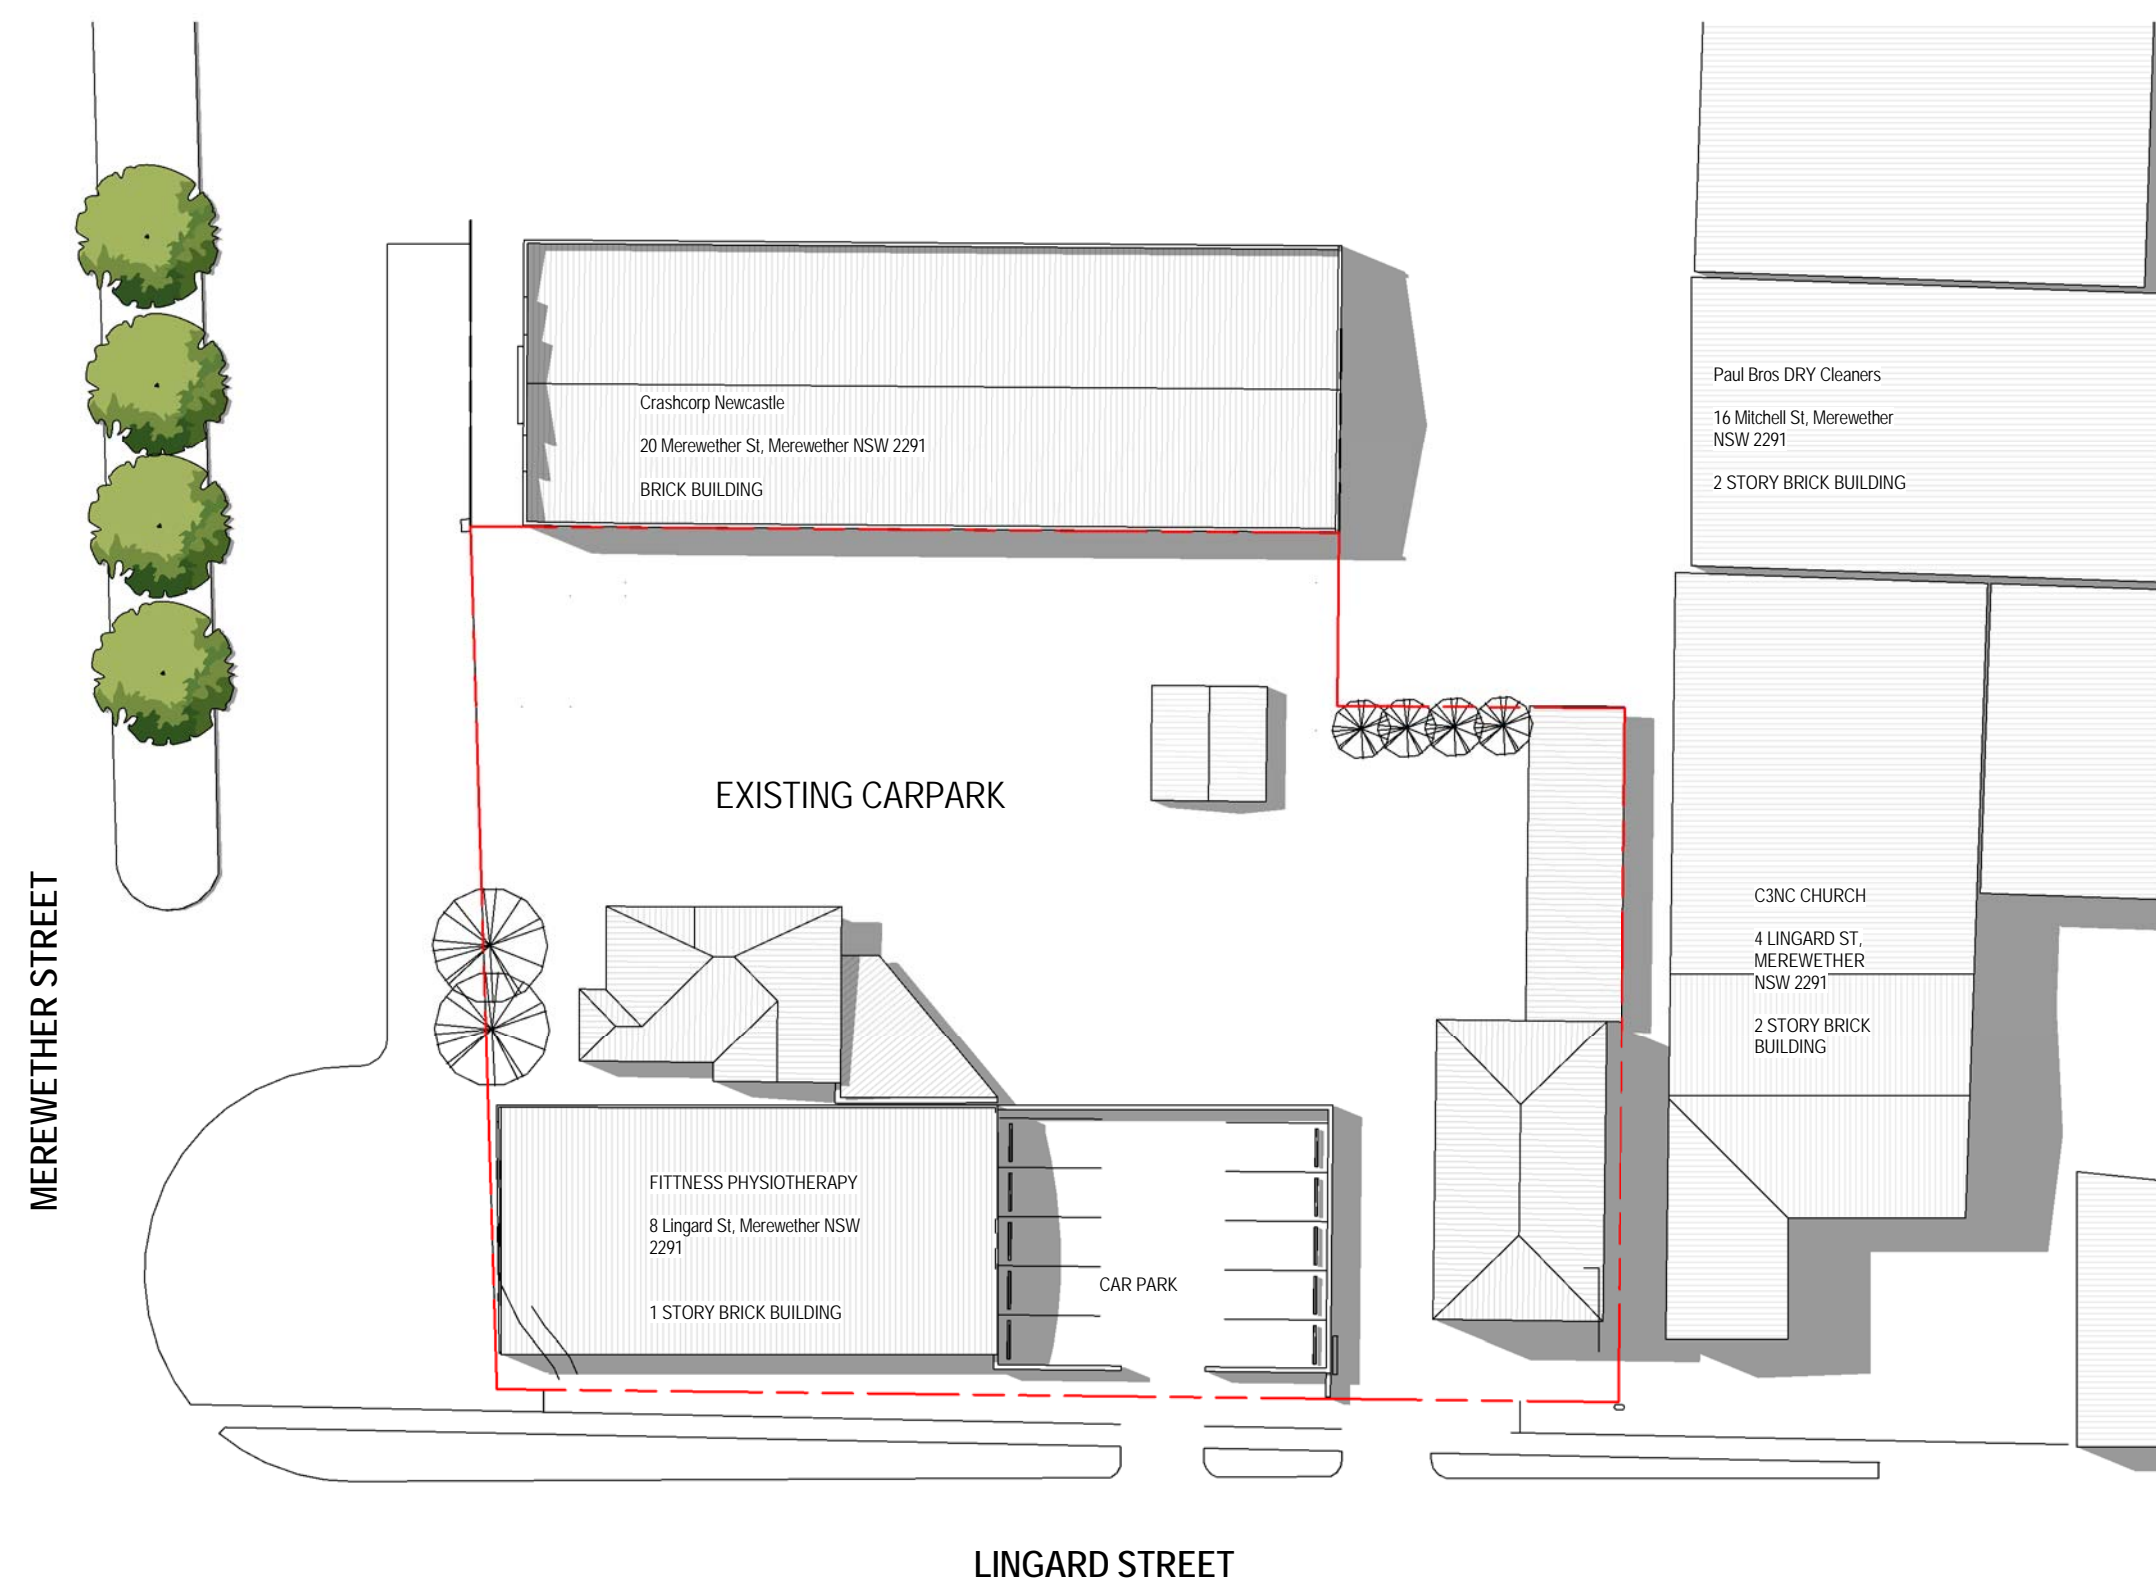 Crashcorp Newcastle
20 Merewether St, Merewether NSW 2291
BRICK BUILDING
Paul Bros DRY Cleaners
16 Mitchell St, Merewether
NSW 2291
2 STORY BRICK BUILDING
EXISTING CARPARK
MEREWETHER STREET
C3NC CHURCH
4 LINGARD ST,
MEREWETHER
NSW 2291
2 STORY BRICK
BUILDING
FITTNESS PHYSIOTHERAPY
8 Lingard St, Merewether NSW
2291
1 STORY BRICK BUILDING
CAR PARK
LINGARD STREET